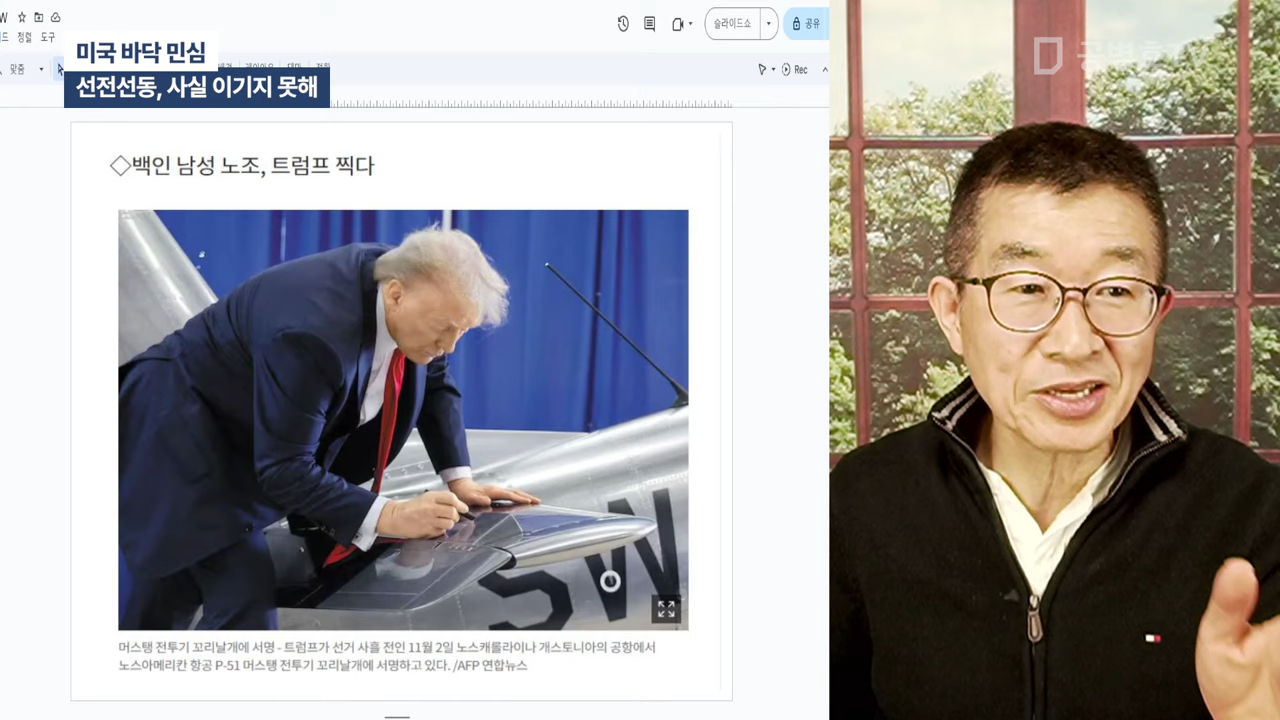 W
정렬 도구
슬라이드쇼
공유
미국 바닥 민심
선전선동, 사실 이기지 못해
맞춤
Rec
◇백인 남성 노조, 트럼프 찍다
SW
머스탱 전투기 꼬리날개에 서명 - 트럼프가 선거 사흘 전인 11월 2일 노스캐롤라이나 개스토니아의 공항에서
노스아메리칸 항공 P-51 머스탱 전투기 꼬리날개에 서명하고 있다. /AFP 연합뉴스